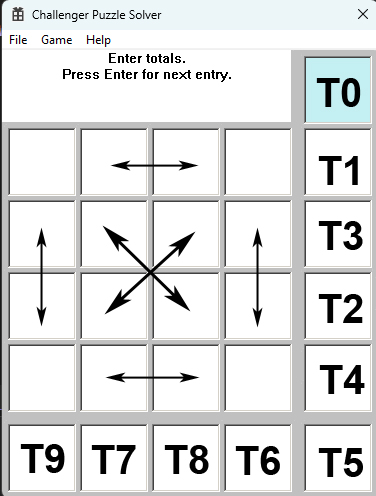 Challenger Puzzle Solver
File Game Help
Enter totals.
Press Enter for next entry.
T0
T1
T3
T2
T4
T9 T7 T8 T6 T5